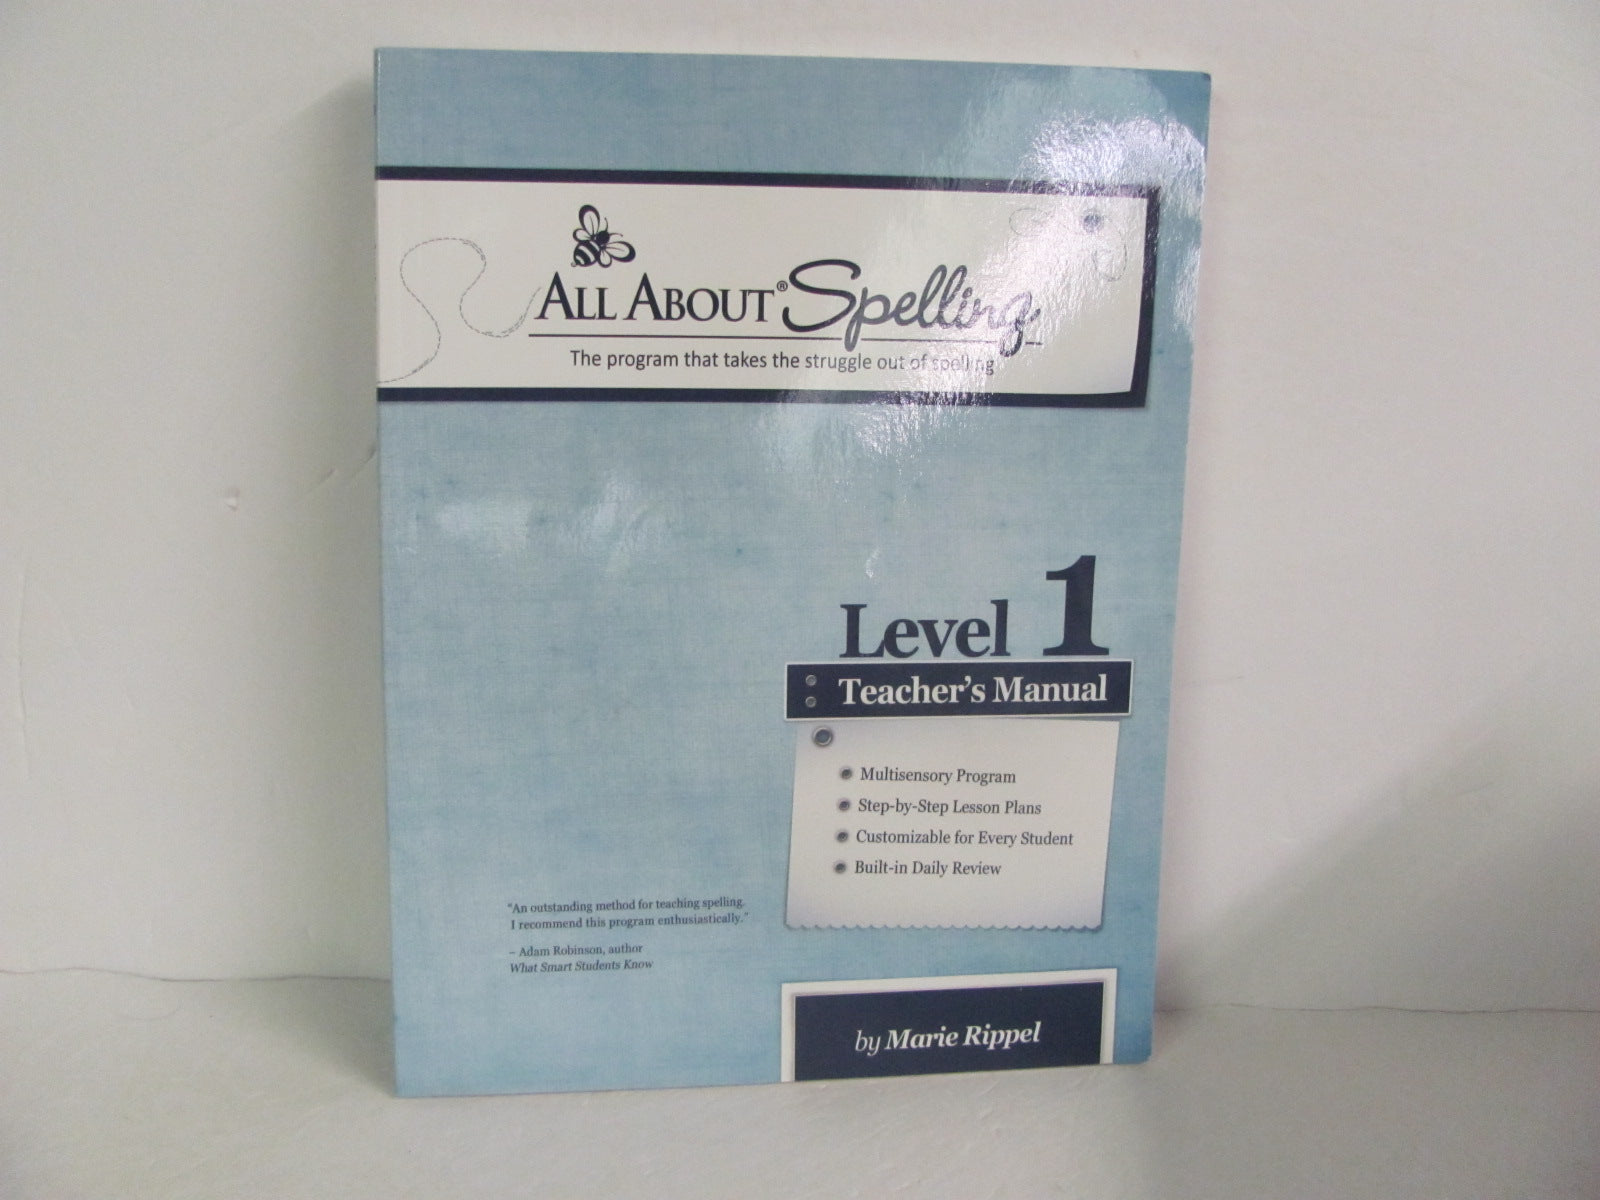 All About® Spelling
The program that takes the struggle out of spelling
Level 1
Teacher's Manual
Multisensory Program
Step-by-Step Lesson Plans
Customizable for Every Student
Built-in Daily Review
"An outstanding method for teaching spelling.
I recommend this program enthusiastically."
– Adam Robinson, author
What Smart Students Know
by Marie Rippel